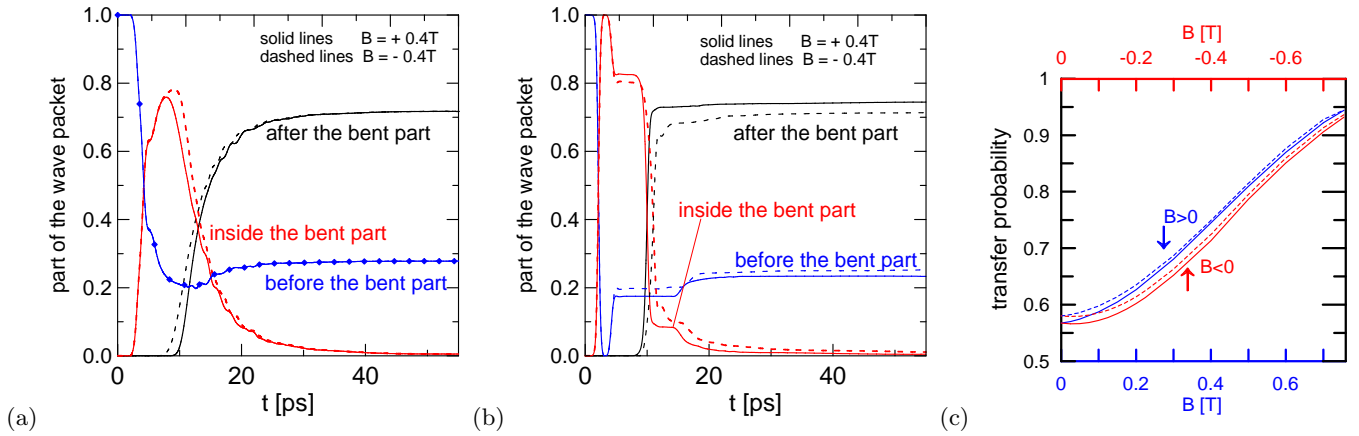 1.0
0.8
0.6
0.4
0.2
0.0
part of the wave packet
solid lines B = + 0.4T
dashed lines B = - 0.4T
after the bent part
inside the bent part
before the bent part
0 20 40
t [ps]
(a)
1.0
0.8
0.6
0.4
0.2
0.0
part of the wave packet
solid lines B = + 0.4T
dashed lines B = - 0.4T
after the bent part
inside the bent part
before the bent part
0 20 40
t [ps]
(b)
B [T]
0 -0.2 -0.4 -0.6
1
0.9
0.8
0.7
0.6
0.5
transfer probability
B>0
B<0
0 0.2 0.4 0.6
B [T]
(c)